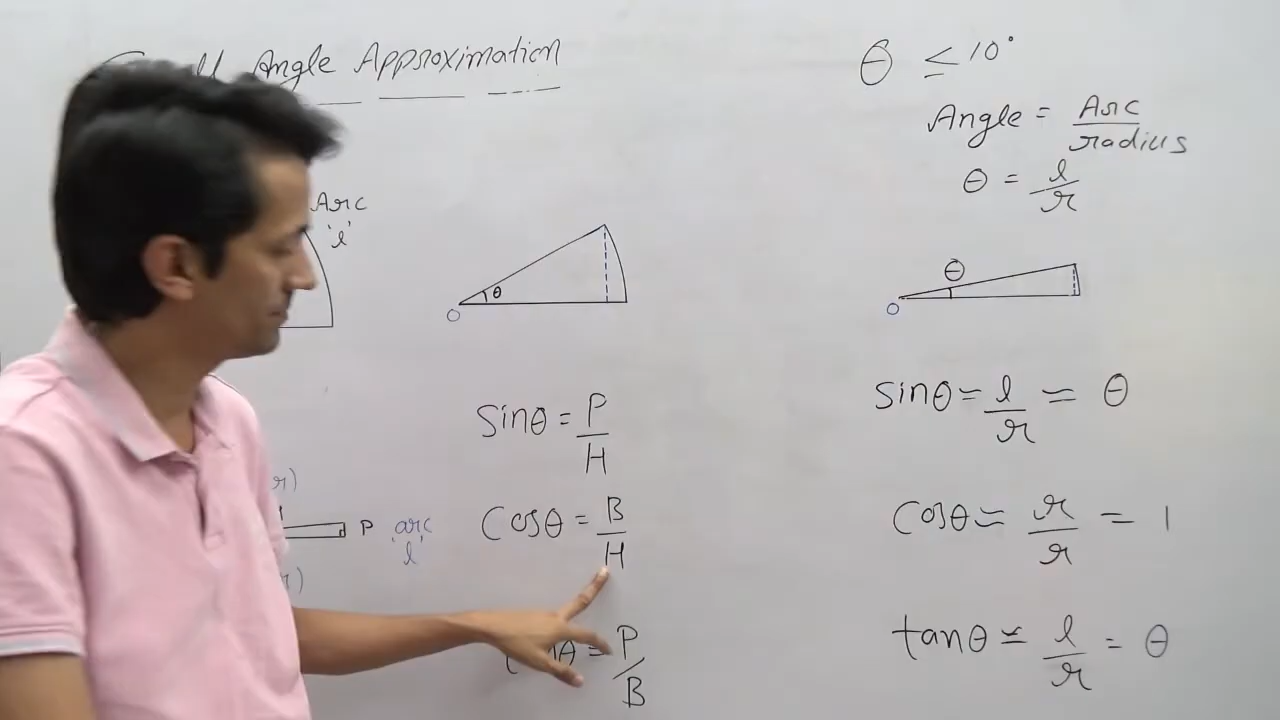 Angle Approximation
Arc
'l'
θ
O
Sinθ = P/H
Cosθ = B/H
θ = P/B
r)
P arc
'l'
r)
θ ≤ 10°
Angle = Arc/radius
θ = l/r
θ
O
Sinθ ≃ l/r ≃ θ
Cosθ ≃ r/r = 1
tanθ ≃ l/r = θ